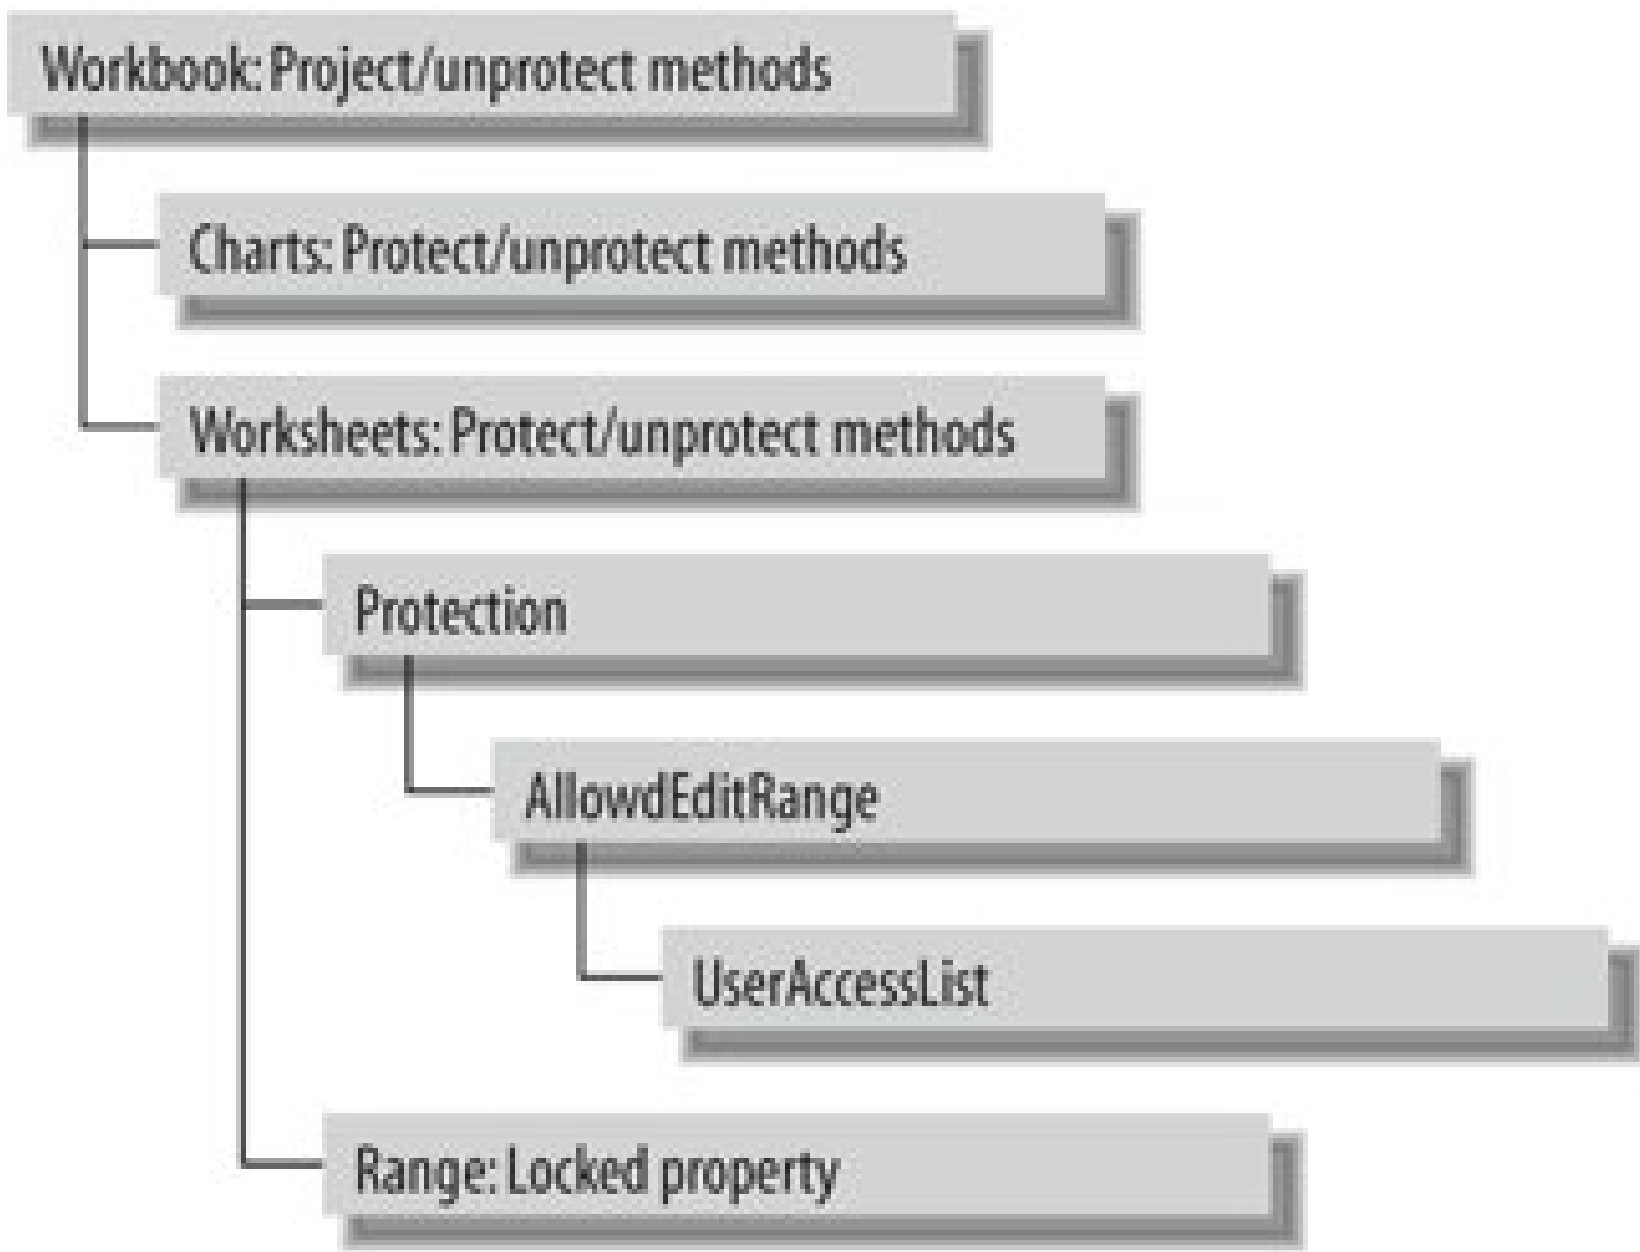 Workbook: Project/unprotect methods
Charts: Protect/unprotect methods
Worksheets: Protect/unprotect methods
Protection
AllowdEditRange
UserAccessList
Range: Locked property